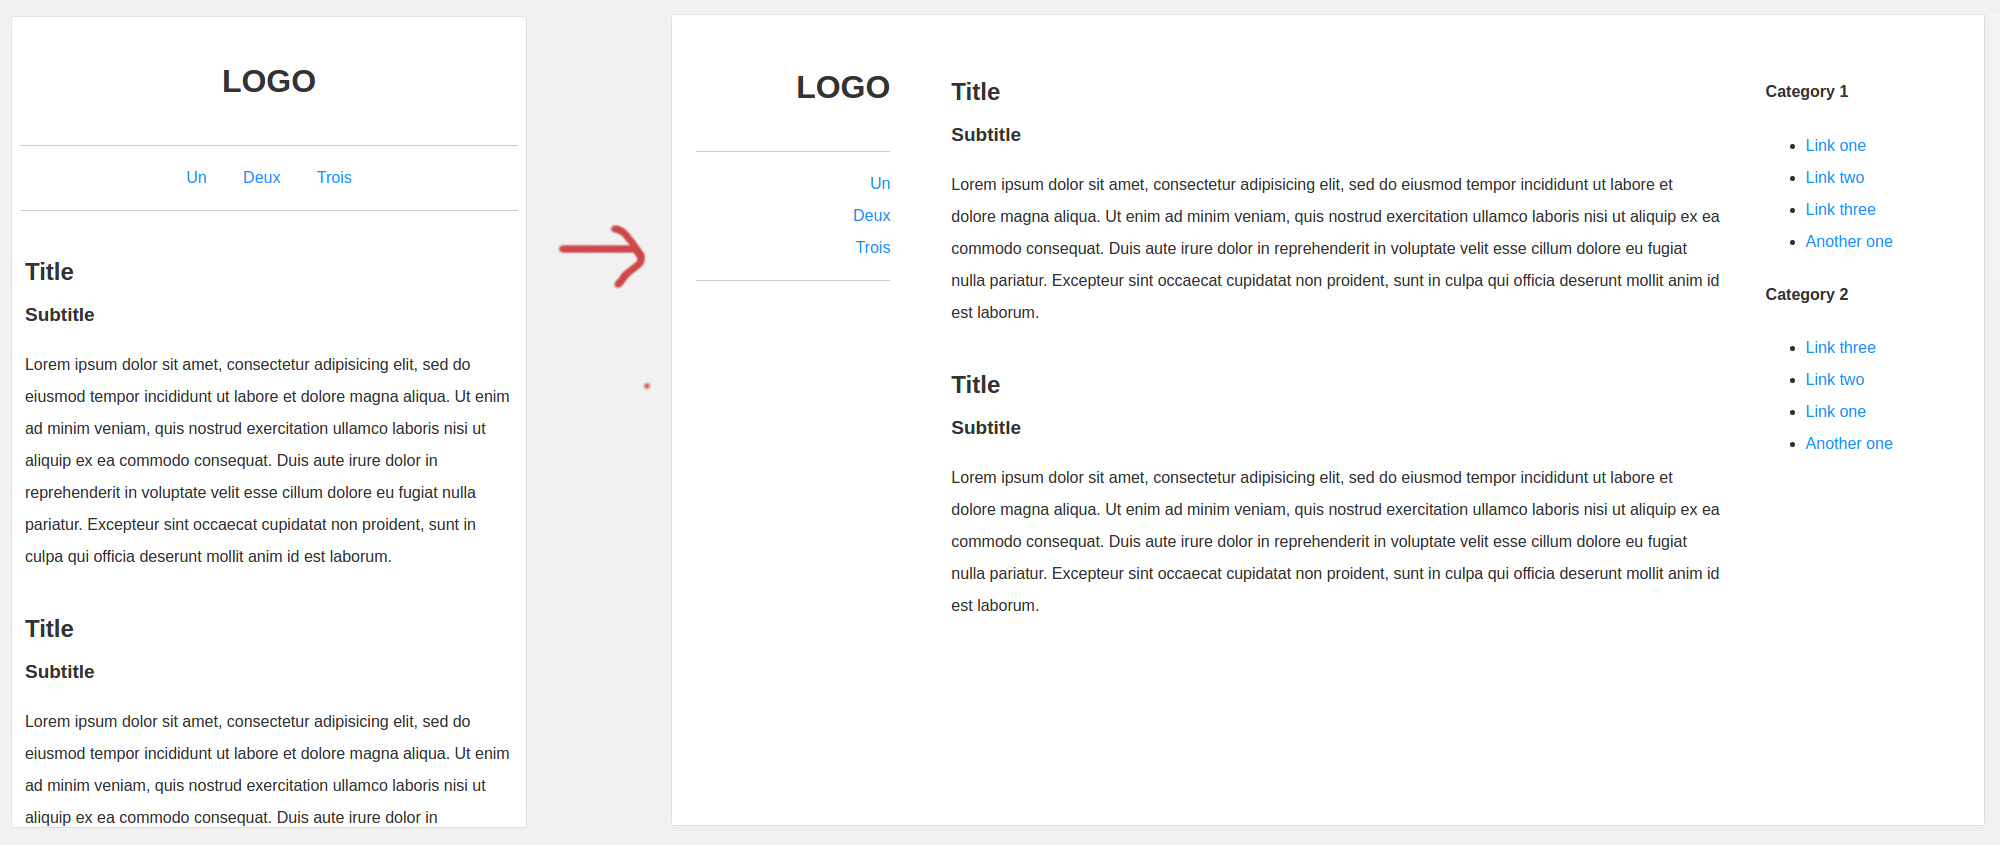 LOGO
Un Deux Trois
Title
Subtitle
Lorem ipsum dolor sit amet, consectetur adipisicing elit, sed do
eiusmod tempor incididunt ut labore et dolore magna aliqua. Ut enim
ad minim veniam, quis nostrud exercitation ullamco laboris nisi ut
aliquip ex ea commodo consequat. Duis aute irure dolor in
reprehenderit in voluptate velit esse cillum dolore eu fugiat nulla
pariatur. Excepteur sint occaecat cupidatat non proident, sunt in
culpa qui officia deserunt mollit anim id est laborum.
Title
Subtitle
Lorem ipsum dolor sit amet, consectetur adipisicing elit, sed do
eiusmod tempor incididunt ut labore et dolore magna aliqua. Ut enim
ad minim veniam, quis nostrud exercitation ullamco laboris nisi ut
aliquip ex ea commodo consequat. Duis aute irure dolor in
LOGO
Un
Deux
Trois
Title
Subtitle
Lorem ipsum dolor sit amet, consectetur adipisicing elit, sed do eiusmod tempor incididunt ut labore et
dolore magna aliqua. Ut enim ad minim veniam, quis nostrud exercitation ullamco laboris nisi ut aliquip ex ea
commodo consequat. Duis aute irure dolor in reprehenderit in voluptate velit esse cillum dolore eu fugiat
nulla pariatur. Excepteur sint occaecat cupidatat non proident, sunt in culpa qui officia deserunt mollit anim id
est laborum.
Title
Subtitle
Lorem ipsum dolor sit amet, consectetur adipisicing elit, sed do eiusmod tempor incididunt ut labore et
dolore magna aliqua. Ut enim ad minim veniam, quis nostrud exercitation ullamco laboris nisi ut aliquip ex ea
commodo consequat. Duis aute irure dolor in reprehenderit in voluptate velit esse cillum dolore eu fugiat
nulla pariatur. Excepteur sint occaecat cupidatat non proident, sunt in culpa qui officia deserunt mollit anim id
est laborum.
Category 1
Link one
Link two
Link three
Another one
Category 2
Link three
Link two
Link one
Another one